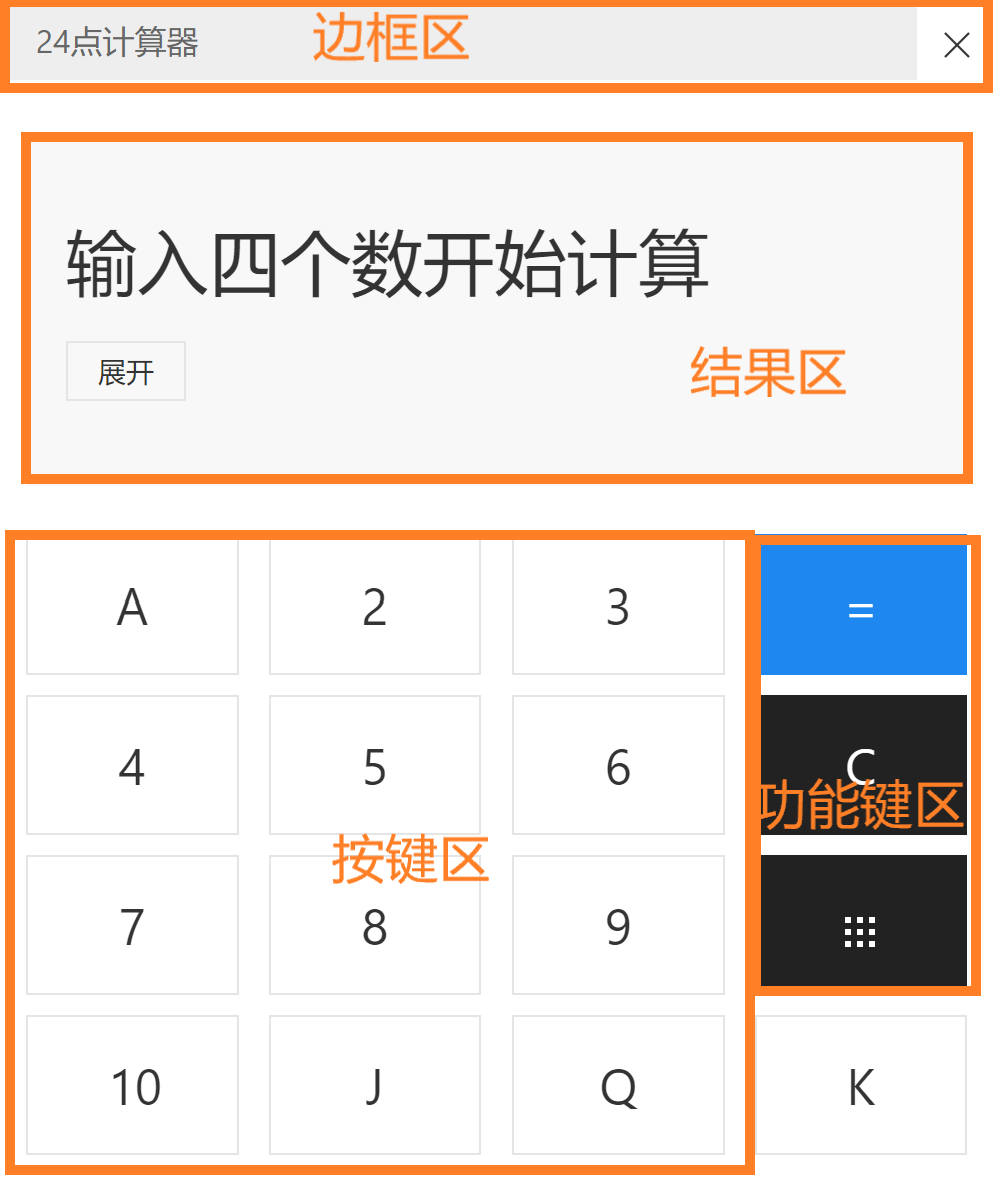 24点计算器 边框区
输入四个数开始计算
展开 结果区
A 2 3 =
4 5 6 C
功能键区
按键区
7 8 9
10 J Q K